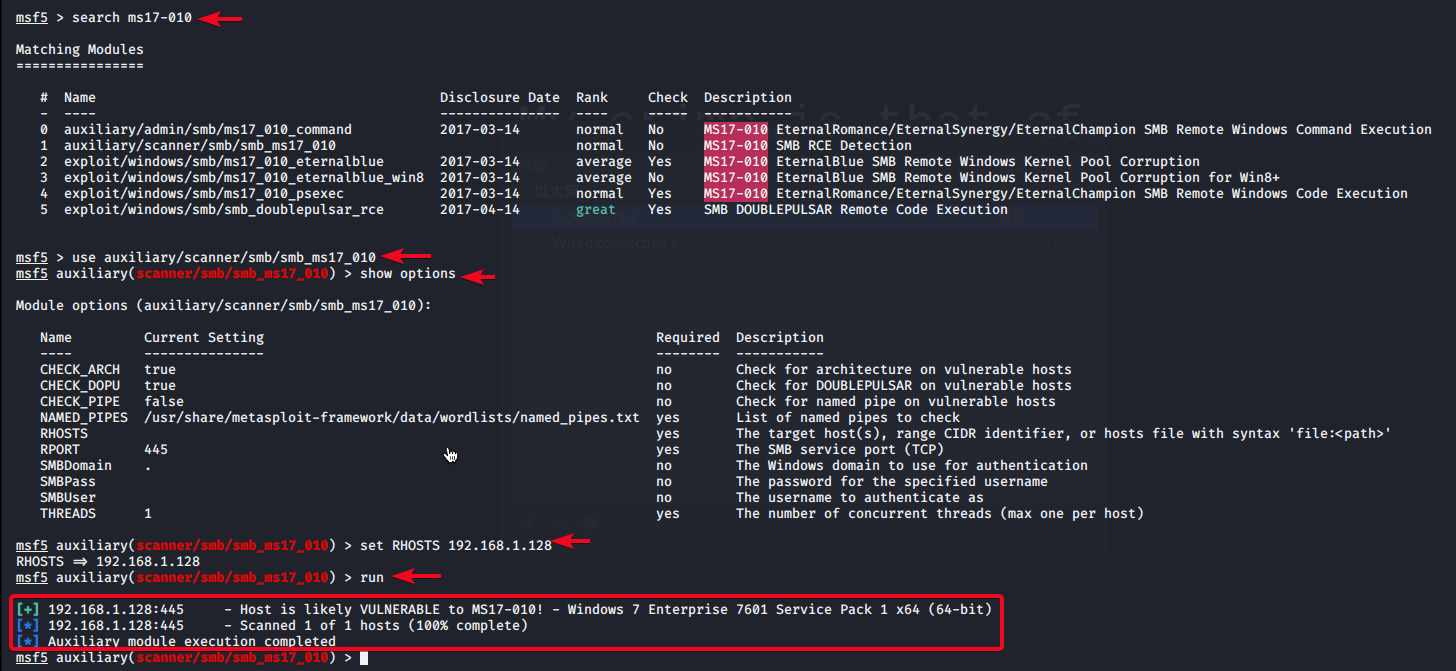 msf5 > search ms17-010
Matching Modules
================
# Name Disclosure Date Rank Check Description
- ---- --------------- ---- ----- -----------
0 auxiliary/admin/smb/ms17_010_command 2017-03-14 normal No MS17-010 EternalRomance/EternalSynergy/EternalChampion SMB Remote Windows Command Execution
1 auxiliary/scanner/smb/smb_ms17_010 normal No MS17-010 SMB RCE Detection
2 exploit/windows/smb/ms17_010_eternalblue 2017-03-14 average Yes MS17-010 EternalBlue SMB Remote Windows Kernel Pool Corruption
3 exploit/windows/smb/ms17_010_eternalblue_win8 2017-03-14 average No MS17-010 EternalBlue SMB Remote Windows Kernel Pool Corruption for Win8+
4 exploit/windows/smb/ms17_010_psexec 2017-03-14 normal Yes MS17-010 EternalRomance/EternalSynergy/EternalChampion SMB Remote Windows Code Execution
5 exploit/windows/smb/smb_doublepulsar_rce 2017-04-14 great Yes SMB DOUBLEPULSAR Remote Code Execution
Wired connection 1
msf5 > use auxiliary/scanner/smb/smb_ms17_010
msf5 auxiliary(scanner/smb/smb_ms17_010) > show options
Module options (auxiliary/scanner/smb/smb_ms17_010):
Name Current Setting Required Description
---- --------------- -------- -----------
CHECK_ARCH true no Check for architecture on vulnerable hosts
CHECK_DOPU true no Check for DOUBLEPULSAR on vulnerable hosts
CHECK_PIPE false no Check for named pipe on vulnerable hosts
NAMED_PIPES /usr/share/metasploit-framework/data/wordlists/named_pipes.txt yes List of named pipes to check
RHOSTS yes The target host(s), range CIDR identifier, or hosts file with syntax 'file:<path>'
RPORT 445 yes The SMB service port (TCP)
SMBDomain . no The Windows domain to use for authentication
SMBPass no The password for the specified username
SMBUser no The username to authenticate as
THREADS 1 yes The number of concurrent threads (max one per host)
msf5 auxiliary(scanner/smb/smb_ms17_010) > set RHOSTS 192.168.1.128
RHOSTS => 192.168.1.128
msf5 auxiliary(scanner/smb/smb_ms17_010) > run
[+] 192.168.1.128:445 - Host is likely VULNERABLE to MS17-010! - Windows 7 Enterprise 7601 Service Pack 1 x64 (64-bit)
[*] 192.168.1.128:445 - Scanned 1 of 1 hosts (100% complete)
[*] Auxiliary module execution completed
msf5 auxiliary(scanner/smb/smb_ms17_010) >